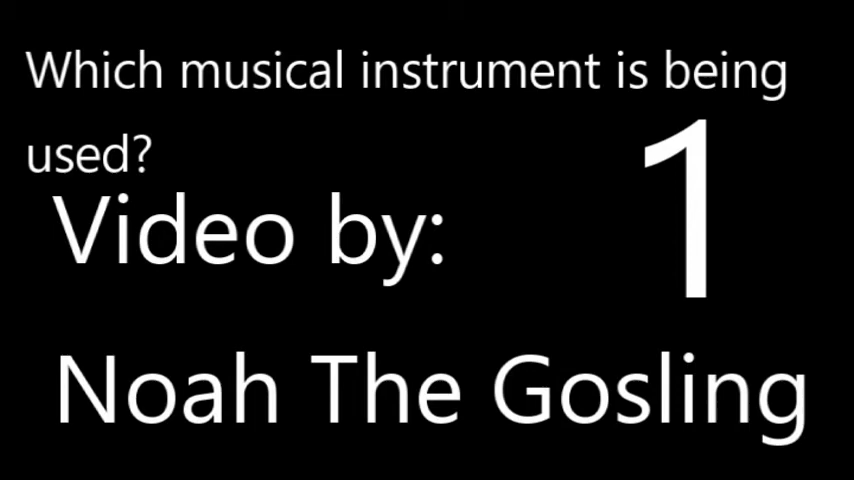 Which musical instrument is being
used?
1
Video by:
Noah The Gosling